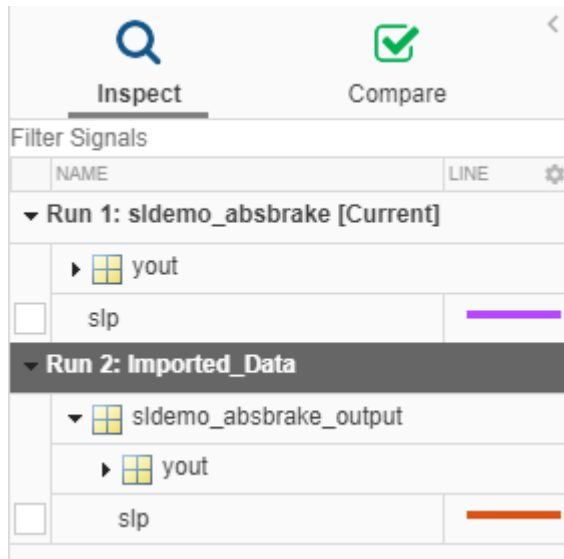 Inspect Compare
Filter Signals
NAME LINE
Run 1: sldemo_absbrake [Current]
yout
slp
Run 2: Imported_Data
sldemo_absbrake_output
yout
slp